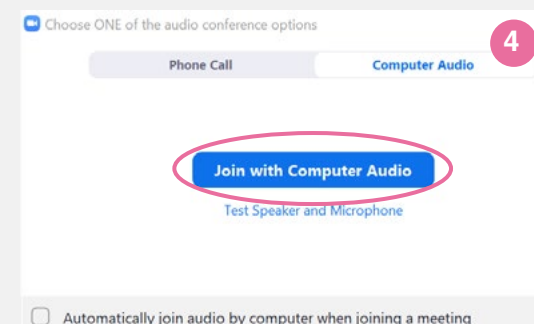 Choose ONE of the audio conference options
4
Phone Call Computer Audio
Join with Computer Audio
Test Speaker and Microphone
Automatically join audio by computer when joining a meeting